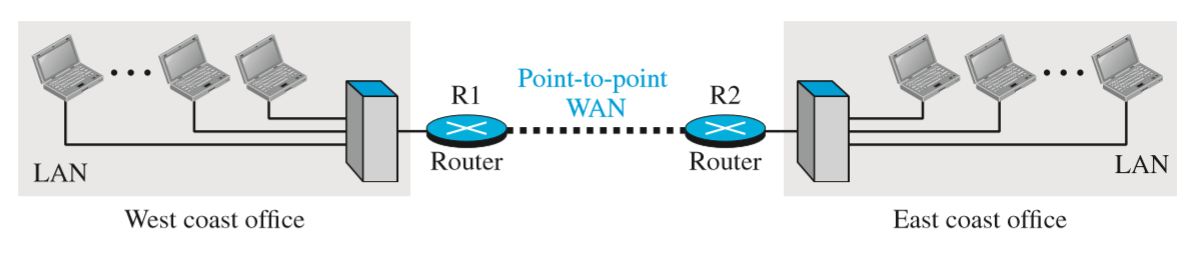 Point-to-point
WAN
R1
R2
Router
Router
LAN
LAN
West coast office
East coast office